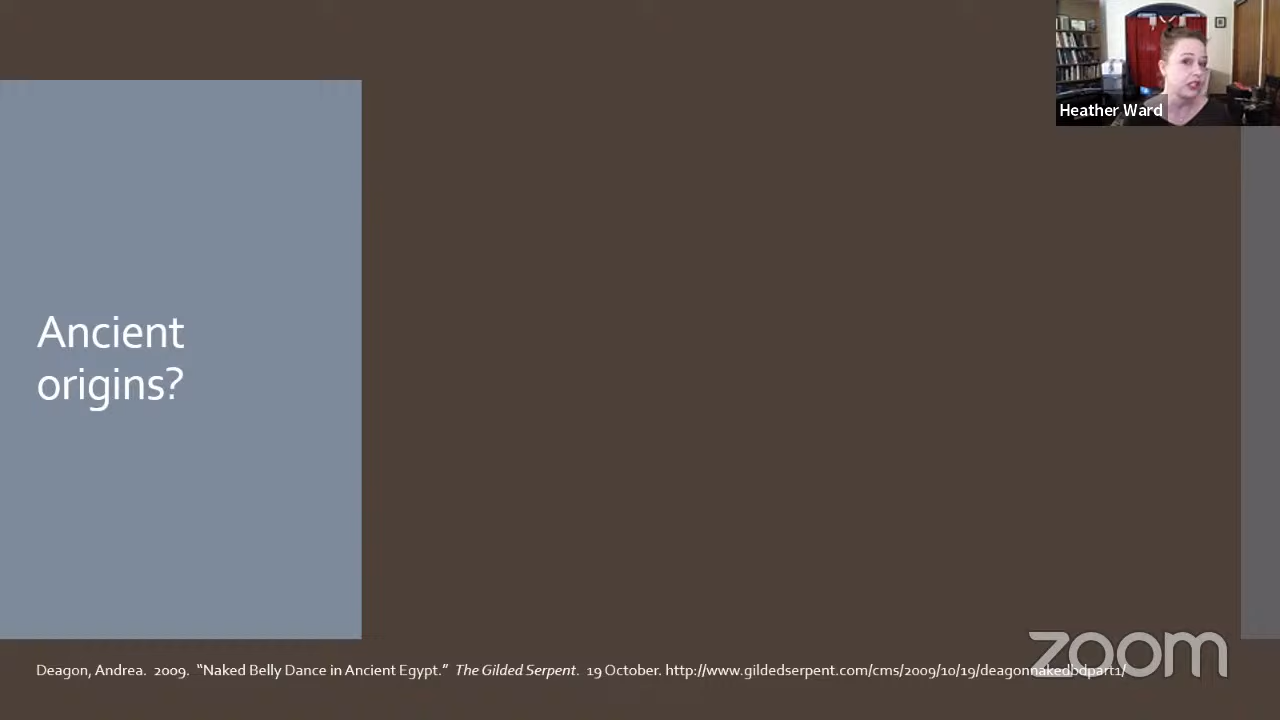 Heather Ward
Ancient
origins?
Deagon, Andrea. 2009. “Naked Belly Dance in Ancient Egypt.” The Gilded Serpent. 19 October. http://www.gildedserpent.com/cms/2009/10/19/deagonnakedbdpart1/
zoom